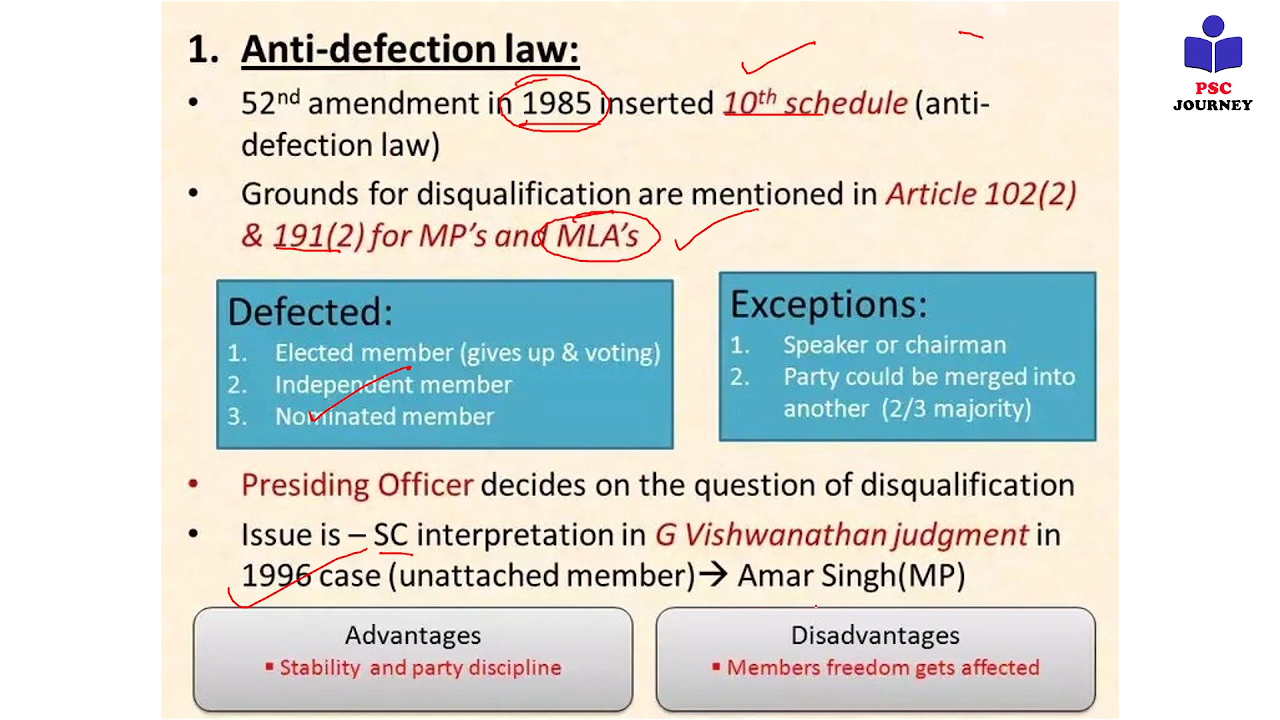 1. Anti-defection law:
• 52nd amendment in 1985 inserted 10th schedule (anti-
defection law)
• Grounds for disqualification are mentioned in Article 102(2)
& 191(2) for MP's and MLA's
Defected:
1. Elected member (gives up & voting)
2. Independent member
3. Nominated member
Exceptions:
1. Speaker or chairman
2. Party could be merged into
another (2/3 majority)
• Presiding Officer decides on the question of disqualification
• Issue is – SC interpretation in G Vishwanathan judgment in
1996 case (unattached member)→ Amar Singh(MP)
Advantages
▪ Stability and party discipline
Disadvantages
▪ Members freedom gets affected
PSC
JOURNEY